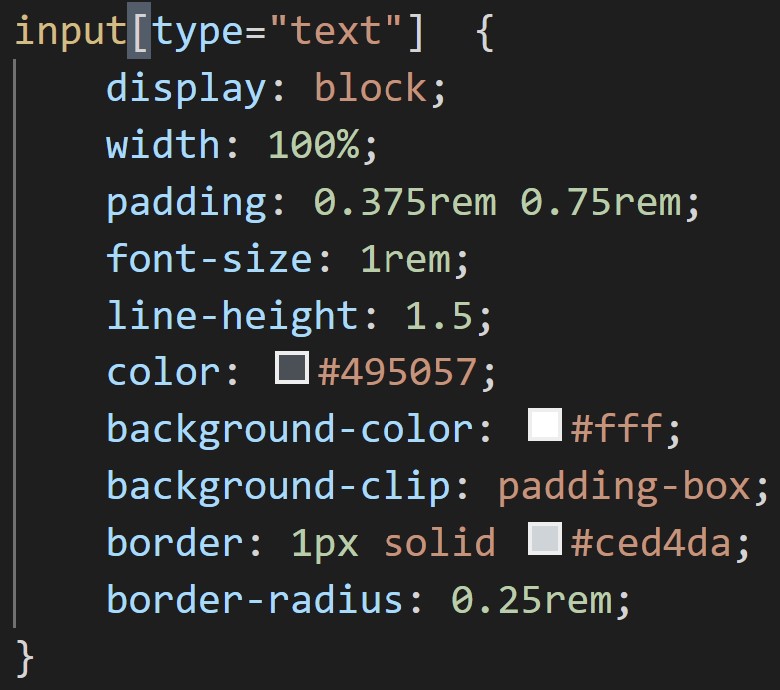 input[type="text"]  {
    display: block;
    width: 100%;
    padding: 0.375rem 0.75rem;
    font-size: 1rem;
    line-height: 1.5;
    color: #495057;
    background-color: #fff;
    background-clip: padding-box;
    border: 1px solid #ced4da;
    border-radius: 0.25rem;
}